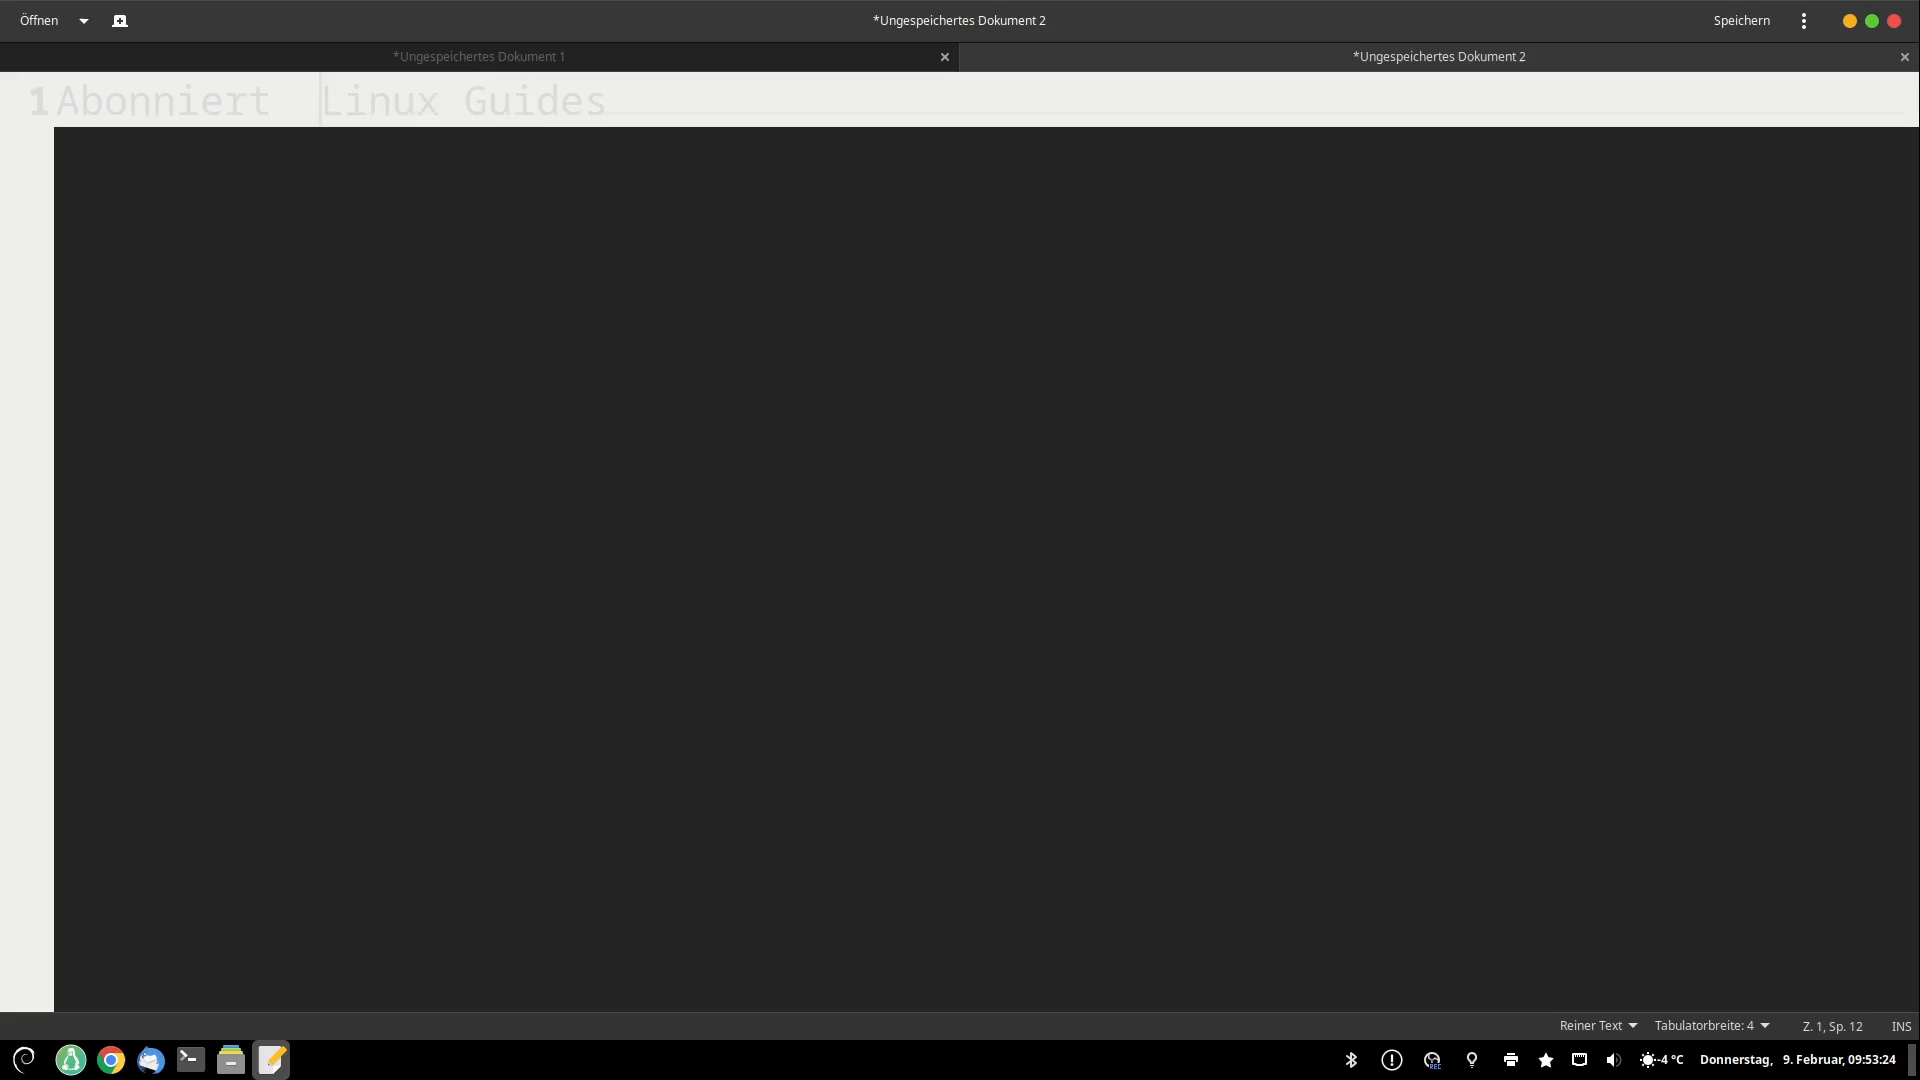 Öffnen
*Ungespeichertes Dokument 2
Speichern
*Ungespeichertes Dokument 1
*Ungespeichertes Dokument 2
1 Abonniert  Linux Guides
Reiner Text
Tabulatorbreite: 4
Z. 1, Sp. 12
INS
REC
-4 °C
Donnerstag, 9. Februar, 09:53:24